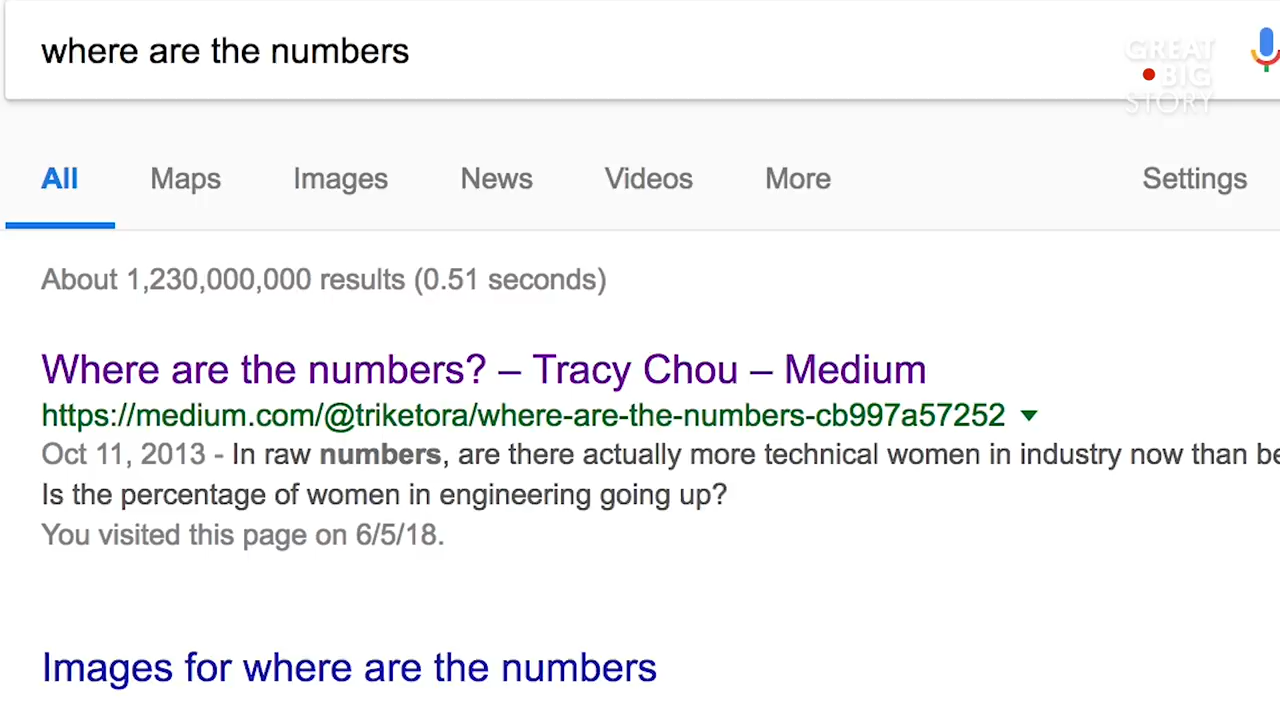 where are the numbers
GREAT
BIG
STORY
All Maps Images News Videos More Settings
About 1,230,000,000 results (0.51 seconds)
Where are the numbers? – Tracy Chou – Medium
https://medium.com/@triketora/where-are-the-numbers-cb997a57252
Oct 11, 2013 - In raw numbers, are there actually more technical women in industry now than
Is the percentage of women in engineering going up?
You visited this page on 6/5/18.
Images for where are the numbers